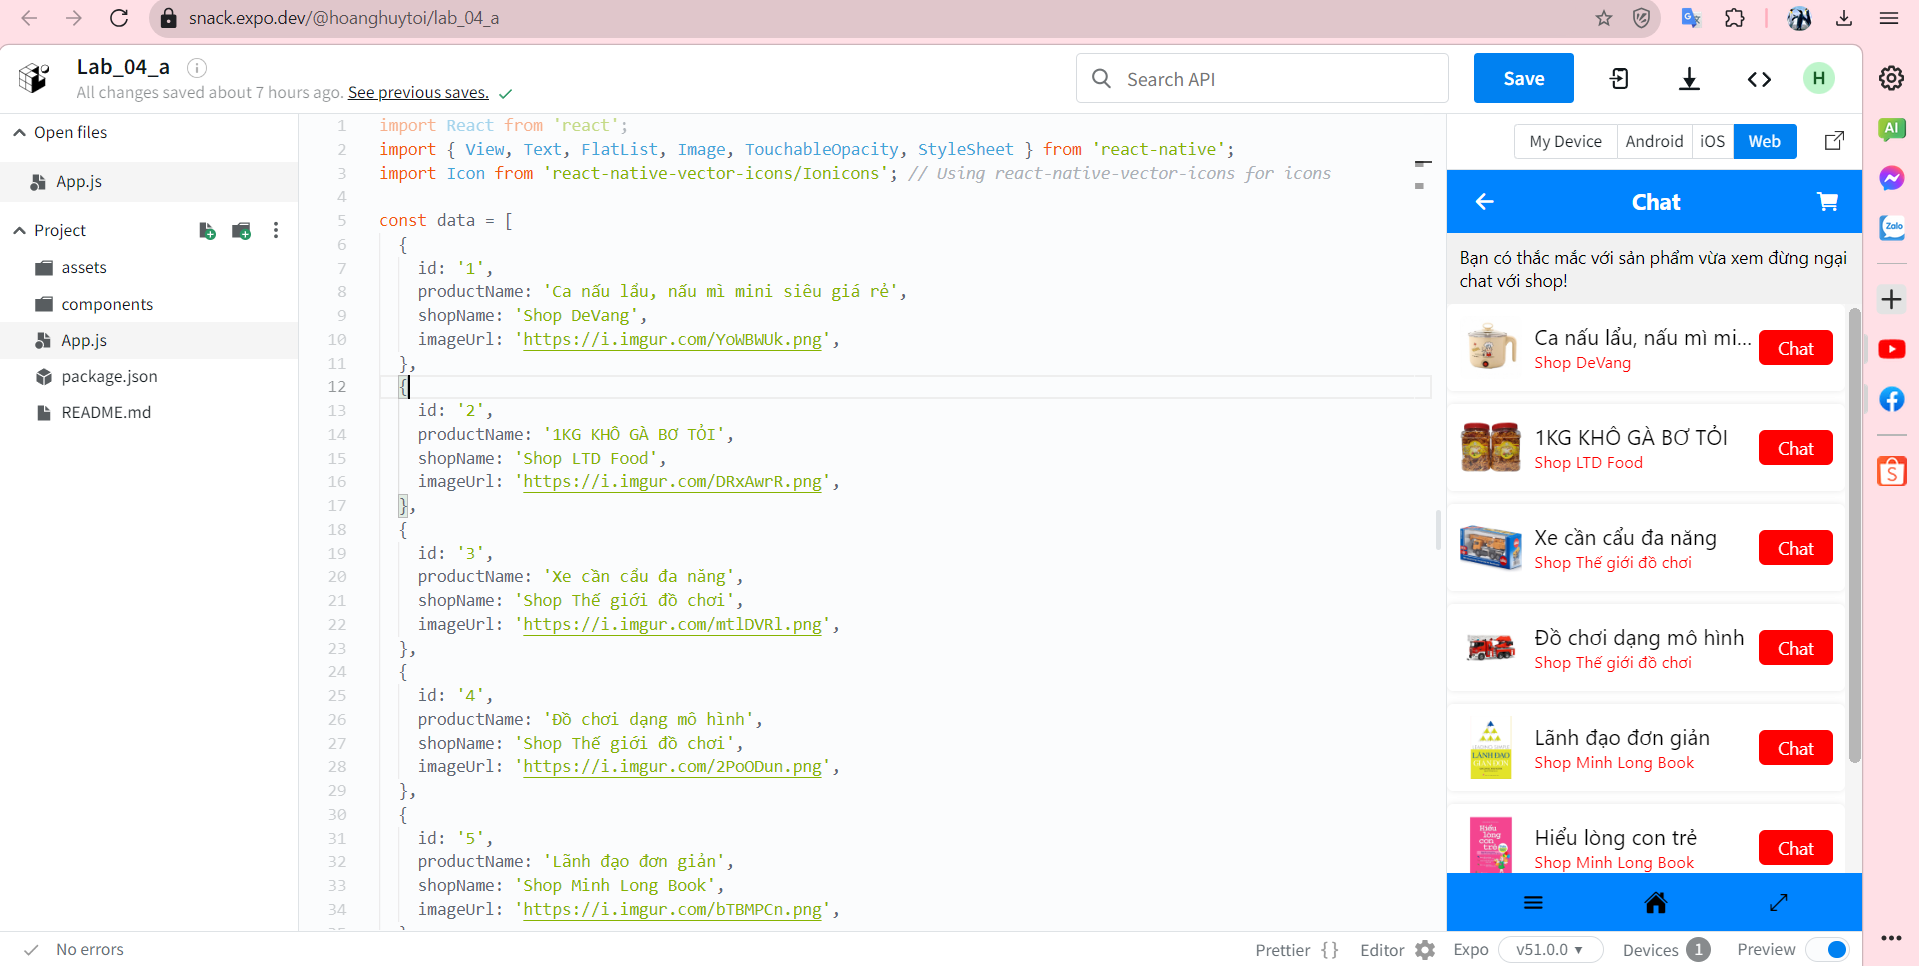 snack.expo.dev/@hoanghuytoi/lab_04_a
Lab_04_a
All changes saved about 7 hours ago. See previous saves.
Search API
Save
H
Open files
App.js
Project
assets
components
App.js
package.json
README.md
1 import React from 'react';
2 import { View, Text, FlatList, Image, TouchableOpacity, StyleSheet } from 'react-native';
3 import Icon from 'react-native-vector-icons/Ionicons'; // Using react-native-vector-icons for icons
4
5 const data = [
6 {
7 id: '1',
8 productName: 'Ca nấu lẩu, nấu mì mini siêu giá rẻ',
9 shopName: 'Shop DeVang',
10 imageUrl: 'https://i.imgur.com/YoWBWUk.png',
11 },
12 {
13 id: '2',
14 productName: '1KG KHÔ GÀ BƠ TỎI',
15 shopName: 'Shop LTD Food',
16 imageUrl: 'https://i.imgur.com/DRxAwrR.png',
17 },
18 {
19 id: '3',
20 productName: 'Xe cần cẩu đa năng',
21 shopName: 'Shop Thế giới đồ chơi',
22 imageUrl: 'https://i.imgur.com/mtlDVRl.png',
23 },
24 {
25 id: '4',
26 productName: 'Đồ chơi dạng mô hình',
27 shopName: 'Shop Thế giới đồ chơi',
28 imageUrl: 'https://i.imgur.com/2PoODun.png',
29 },
30 {
31 id: '5',
32 productName: 'Lãnh đạo đơn giản',
33 shopName: 'Shop Minh Long Book',
34 imageUrl: 'https://i.imgur.com/bTBMPCn.png',
My Device Android iOS Web
Chat
Bạn có thắc mắc với sản phẩm vừa xem đừng ngại
chat với shop!
Ca nấu lẩu, nấu mì mi...
Shop DeVang
Chat
1KG KHÔ GÀ BƠ TỎI
Shop LTD Food
Chat
Xe cần cẩu đa năng
Shop Thế giới đồ chơi
Chat
Đồ chơi dạng mô hình
Shop Thế giới đồ chơi
Chat
LÃNH ĐẠO
GIẢN ĐƠN
Lãnh đạo đơn giản
Shop Minh Long Book
Chat
Hiểu
lòng
con
trẻ
Hiểu lòng con trẻ
Shop Minh Long Book
Chat
AI
Zalo
No errors
Prettier {} Editor Expo v51.0.0 Devices 1 Preview